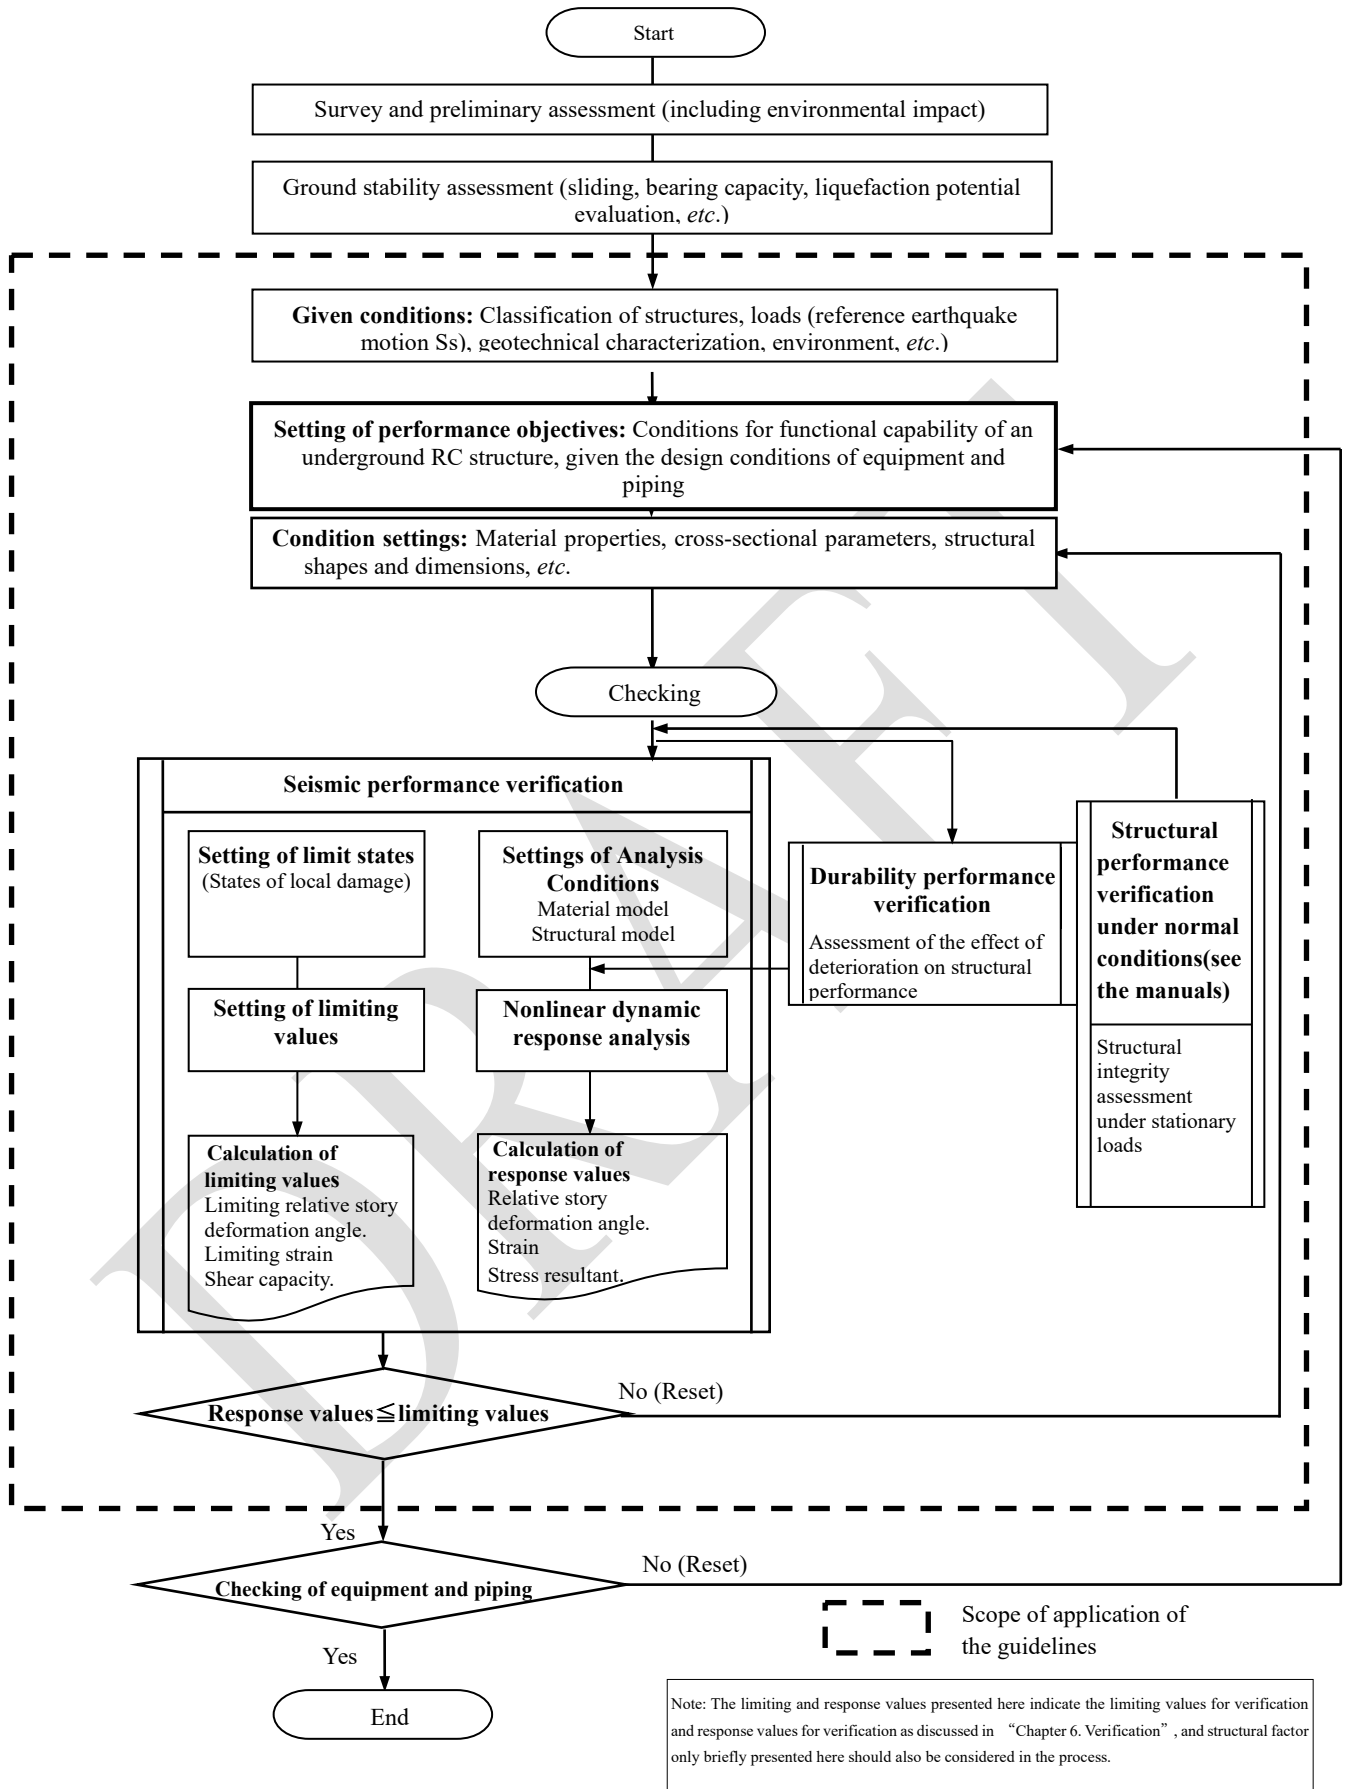 Start
Survey and preliminary assessment (including environmental impact)
Ground stability assessment (sliding, bearing capacity, liquefaction potential
evaluation, etc.)
Given conditions: Classification of structures, loads (reference earthquake
motion Ss), geotechnical characterization, environment, etc.)
Setting of performance objectives: Conditions for functional capability of an
underground RC structure, given the design conditions of equipment and
piping
Condition settings: Material properties, cross-sectional parameters, structural
shapes and dimensions, etc.
Checking
Seismic performance verification
Setting of limit states
(States of local damage)
Setting of limiting
values
Calculation of
limiting values
Limiting relative story
deformation angle.
Limiting strain
Shear capacity.
Settings of Analysis
Conditions
Material model
Structural model
Nonlinear dynamic
response analysis
Calculation of
response values
Relative story
deformation angle.
Strain
Stress resultant.
Durability performance
verification
Assessment of the effect of
deterioration on structural
performance
Structural
performance
verification
under normal
conditions(see
the manuals)
Structural
integrity
assessment
under stationary
loads
Response values≦limiting values
No (Reset)
Yes
Checking of equipment and piping
No (Reset)
Yes
End
Scope of application of
the guidelines
Note: The limiting and response values presented here indicate the limiting values for verification
and response values for verification as discussed in “Chapter 6. Verification”, and structural factor
only briefly presented here should also be considered in the process.
DRAFT